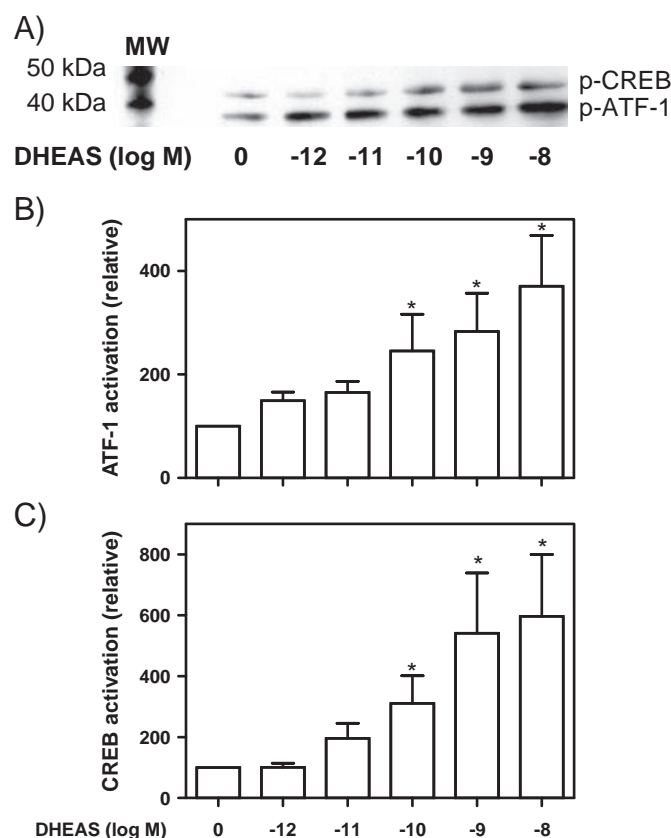 A)
MW
50 kDa
p-CREB
40 kDa
p-ATF-1
DHEAS (log M) 0 -12 -11 -10 -9 -8
B)
ATF-1 activation (relative)
400
200
0
* * *
C)
CREB activation (relative)
800
600
400
200
0
* * *
DHEAS (log M) 0 -12 -11 -10 -9 -8